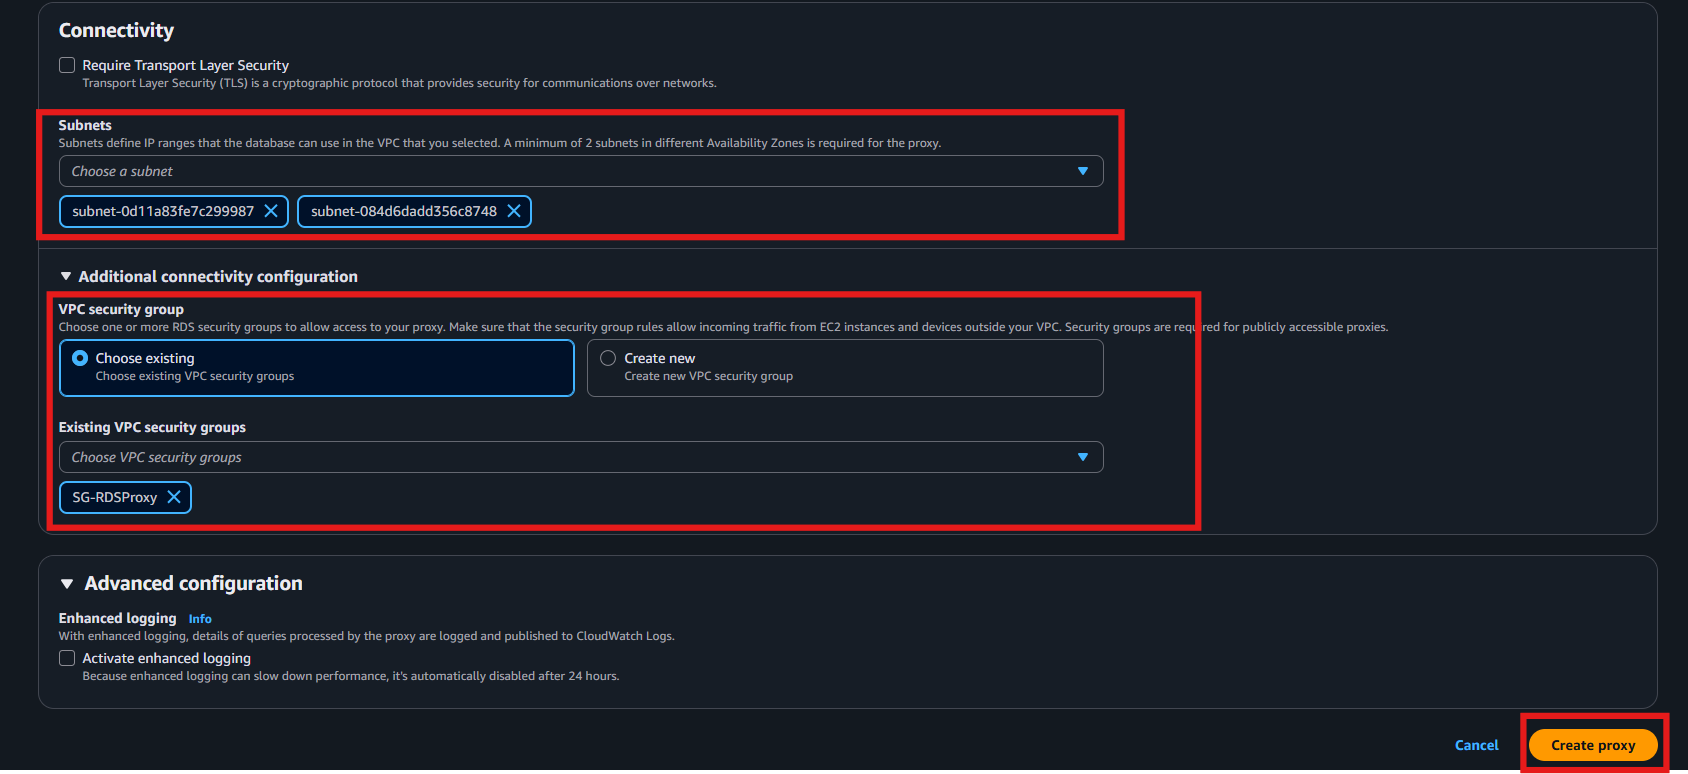 Connectivity
Require Transport Layer Security
Transport Layer Security (TLS) is a cryptographic protocol that provides security for communications over networks.
Subnets
Subnets define IP ranges that the database can use in the VPC that you selected. A minimum of 2 subnets in different Availability Zones is required for the proxy.
Choose a subnet
subnet-0d11a83fe7c299987 subnet-084d6dadd356c8748
Additional connectivity configuration
VPC security group
Choose one or more RDS security groups to allow access to your proxy. Make sure that the security group rules allow incoming traffic from EC2 instances and devices outside your VPC. Security groups are required for publicly accessible proxies.
Choose existing
Choose existing VPC security groups
Create new
Create new VPC security group
Existing VPC security groups
Choose VPC security groups
SG-RDSProxy
Advanced configuration
Enhanced logging Info
With enhanced logging, details of queries processed by the proxy are logged and published to CloudWatch Logs.
Activate enhanced logging
Because enhanced logging can slow down performance, it's automatically disabled after 24 hours.
Cancel Create proxy